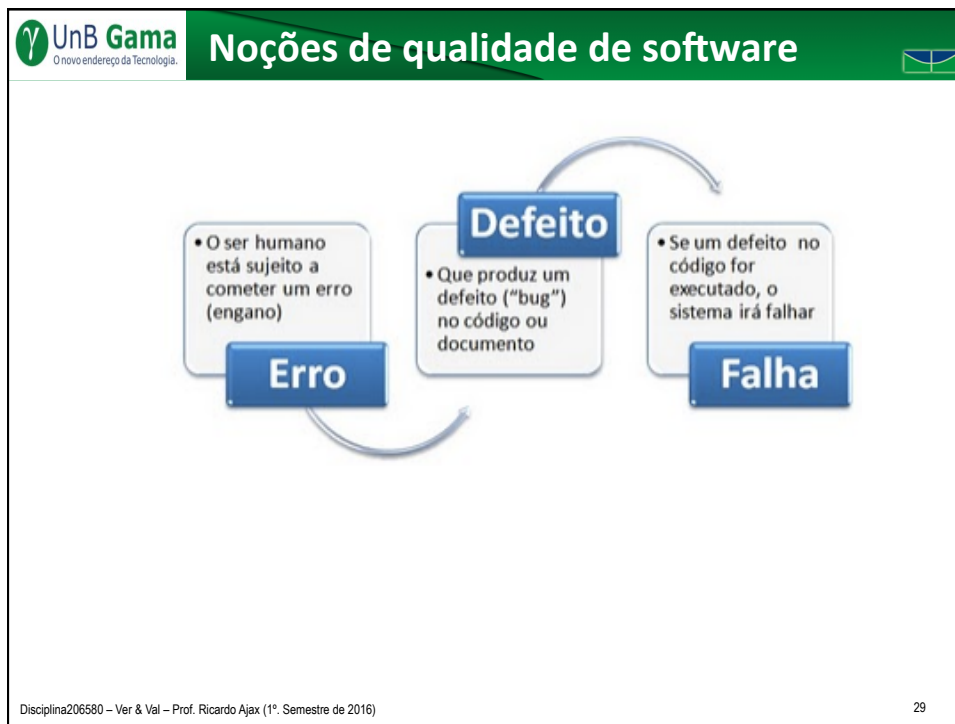 γ UnB Gama
O novo endereço da Tecnologia.
Noções de qualidade de software
• O ser humano
está sujeito a
cometer um erro
(engano)
Erro
Defeito
• Que produz um
defeito ("bug")
no código ou
documento
• Se um defeito no
código for
executado, o
sistema irá falhar
Falha
Disciplina206580 – Ver & Val – Prof. Ricardo Ajax (1º. Semestre de 2016)
29